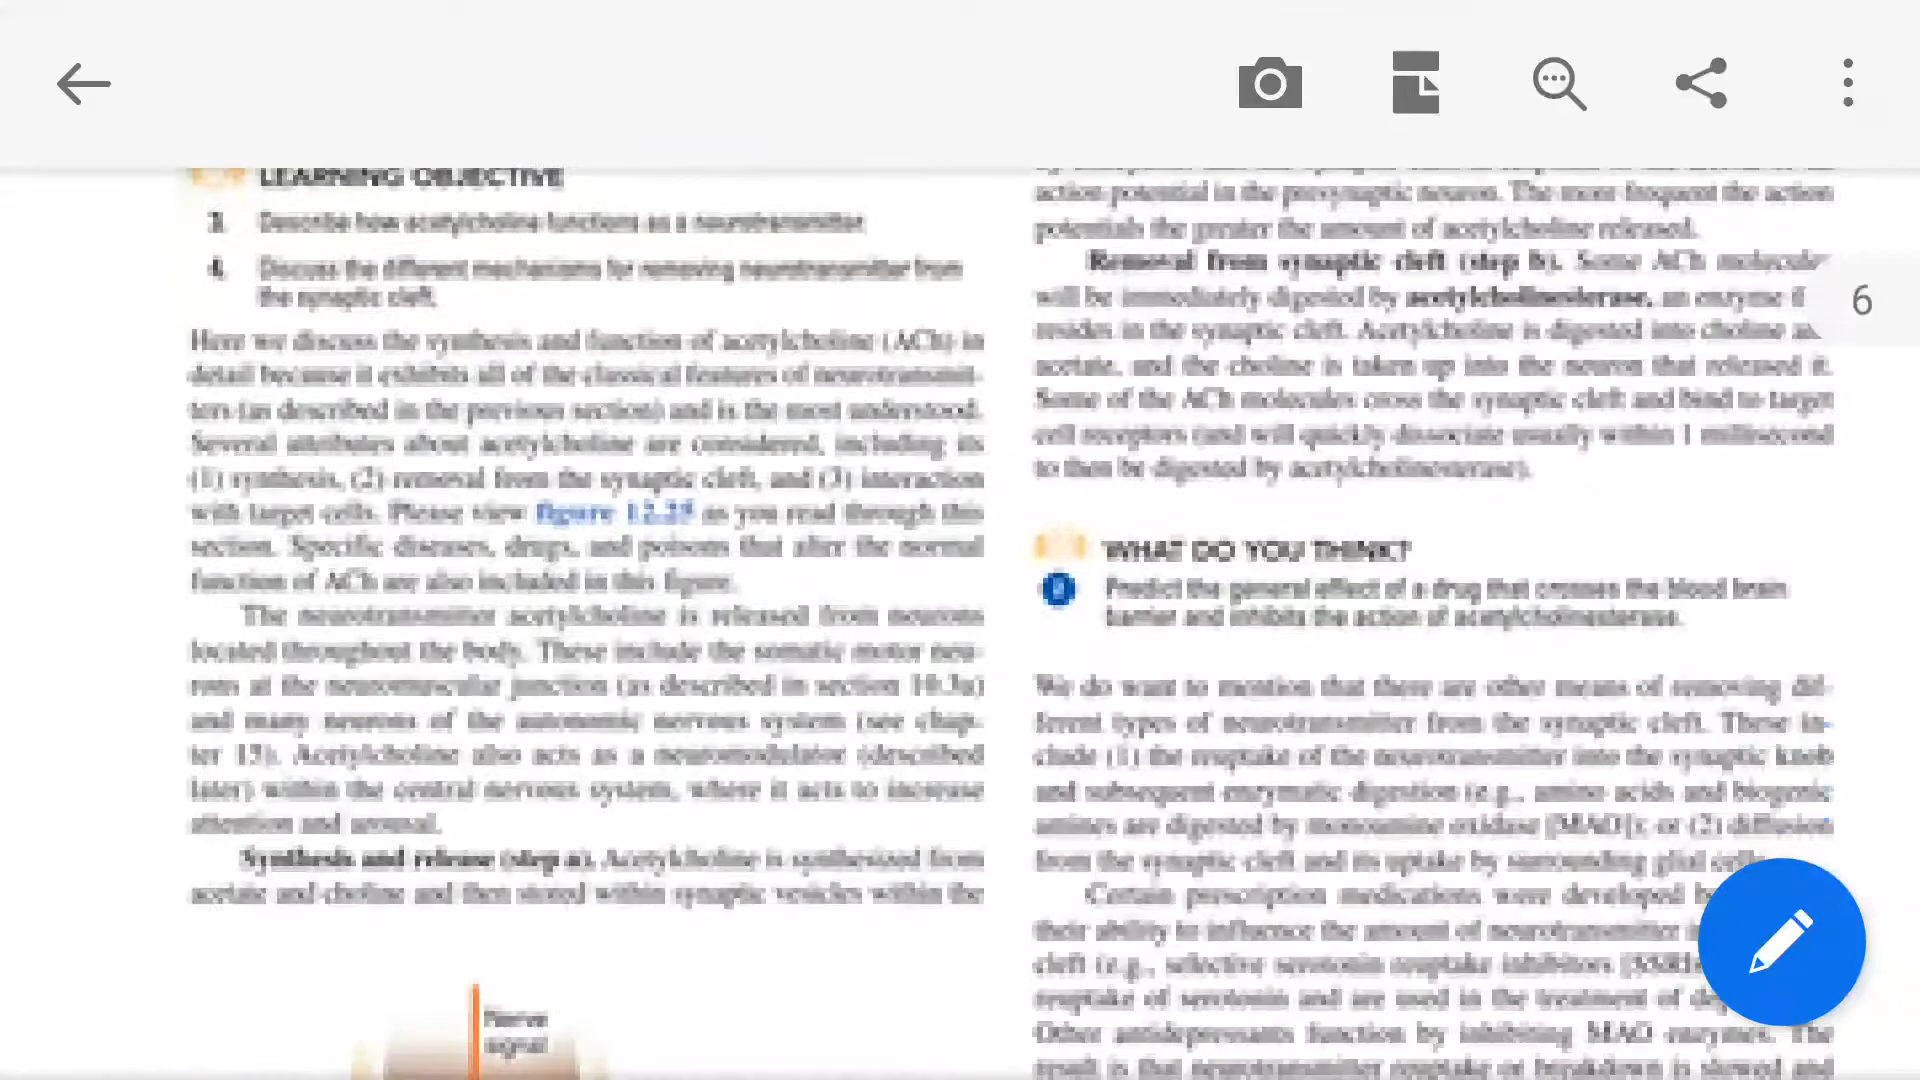 LEARNING OBJECTIVE
3. Describe how acetylcholine functions as a neurotransmitter.
4. Discuss the different mechanisms for removing neurotransmitter from
the synaptic cleft.
Here we discuss the synthesis and function of acetylcholine (ACh) in
detail because it exhibits all of the classical features of neurotransmit-
ters (as described in the previous section) and is the most understood.
Several attributes about acetylcholine are considered, including its
(1) synthesis, (2) removal from the synaptic cleft, and (3) interaction
with target cells. Please view figure 12.25 as you read through this
section. Specific diseases, drugs, and poisons that alter the normal
function of ACh are also included in this figure.
The neurotransmitter acetylcholine is released from neurons
located throughout the body. These include the somatic motor neu-
rons at the neuromuscular junction (as described in section 10.3a)
and many neurons of the autonomic nervous system (see chap-
ter 15). Acetylcholine also acts as a neuromodulator (described
later) within the central nervous system, where it acts to increase
attention and arousal.
Synthesis and release (step a). Acetylcholine is synthesized from
acetate and choline and then stored within synaptic vesicles within the
Nerve
signal
action potential in the presynaptic neuron. The more frequent the action
potentials the greater the amount of acetylcholine released.
Removal from synaptic cleft (step b). Some ACh molecule
will be immediately digested by acetylcholinesterase, an enzyme
resides in the synaptic cleft. Acetylcholine is digested into choline
acetate, and the choline is taken up into the neuron that released it.
Some of the ACh molecules cross the synaptic cleft and bind to target
cell receptors (and will quickly dissociate usually within 1 millisecond
to then be digested by acetylcholinesterase).
WHAT DO YOU THINK?
Predict the general effect of a drug that crosses the blood brain
barrier and inhibits the action of acetylcholinesterase.
We do want to mention that there are other means of removing dif-
ferent types of neurotransmitter from the synaptic cleft. These in-
clude (1) the reuptake of the neurotransmitter into the synaptic knob
and subsequent enzymatic digestion (e.g., amino acids and biogenic
amines are digested by monoamine oxidase [MAO]); or (2) diffusion
from the synaptic cleft and its uptake by surrounding glial cells.
Certain prescription medications were developed
their ability to influence the amount of neurotransmitter
cleft (e.g., selective serotonin reuptake inhibitors [SSRIs
reuptake of serotonin and are used in the treatment of
Other antidepressants function by inhibiting MAO enzymes. The
result is that neurotransmitter reuptake or breakdown is slowed and
6